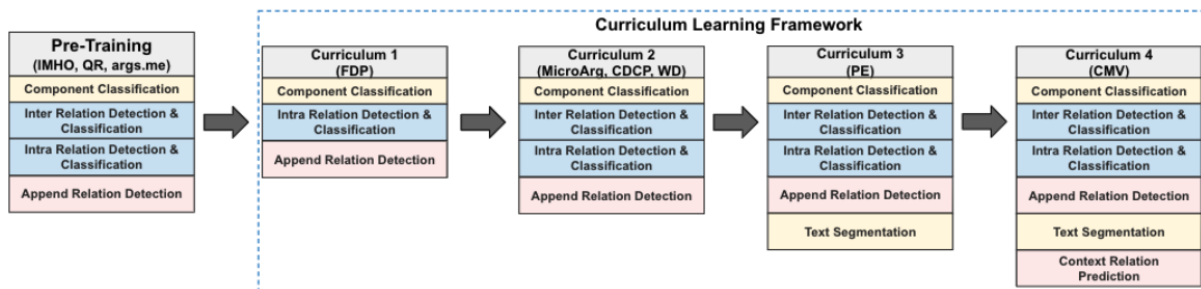 Curriculum Learning Framework
Pre-Training
(IMHO, QR, args.me)
Component Classification
Inter Relation Detection &
Classification
Intra Relation Detection &
Classification
Append Relation Detection
Curriculum 1
(FDP)
Component Classification
Intra Relation Detection &
Classification
Append Relation Detection
Curriculum 2
(MicroArg, CDCP, WD)
Component Classification
Inter Relation Detection &
Classification
Intra Relation Detection &
Classification
Append Relation Detection
Curriculum 3
(PE)
Component Classification
Inter Relation Detection &
Classification
Intra Relation Detection &
Classification
Append Relation Detection
Text Segmentation
Curriculum 4
(CMV)
Component Classification
Inter Relation Detection &
Classification
Intra Relation Detection &
Classification
Append Relation Detection
Text Segmentation
Context Relation
Prediction